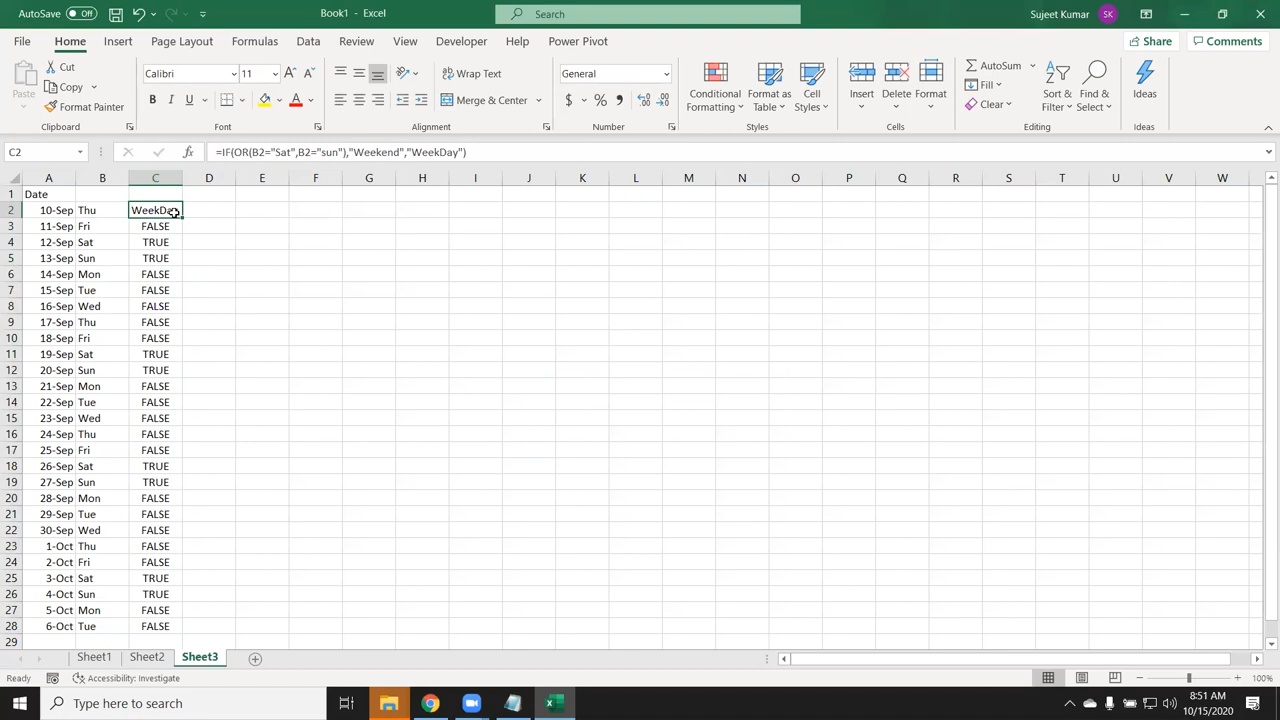 AutoSave Off Book1 - Excel Search Sujeet Kumar SK
File Home Insert Page Layout Formulas Data Review View Developer Help Power Pivot Share Comments
Paste Cut Copy Format Painter Clipboard
Calibri 11 B I U A Font
Wrap Text Merge & Center Alignment
General $ % Number
Conditional Formatting Format as Table Cell Styles Styles
Insert Delete Format Cells
AutoSum Fill Clear Sort & Filter Find & Select Editing
Ideas Ideas
C2 fx =IF(OR(B2="Sat",B2="sun"),"Weekend","WeekDay")
A B C D E F G H I J K L M N O P Q R S T U V W
1 Date
2 10-Sep Thu WeekDay
3 11-Sep Fri FALSE
4 12-Sep Sat TRUE
5 13-Sep Sun TRUE
6 14-Sep Mon FALSE
7 15-Sep Tue FALSE
8 16-Sep Wed FALSE
9 17-Sep Thu FALSE
10 18-Sep Fri FALSE
11 19-Sep Sat TRUE
12 20-Sep Sun TRUE
13 21-Sep Mon FALSE
14 22-Sep Tue FALSE
15 23-Sep Wed FALSE
16 24-Sep Thu FALSE
17 25-Sep Fri FALSE
18 26-Sep Sat TRUE
19 27-Sep Sun TRUE
20 28-Sep Mon FALSE
21 29-Sep Tue FALSE
22 30-Sep Wed FALSE
23 1-Oct Thu FALSE
24 2-Oct Fri FALSE
25 3-Oct Sat TRUE
26 4-Oct Sun TRUE
27 5-Oct Mon FALSE
28 6-Oct Tue FALSE
29
Sheet1 Sheet2 Sheet3
Ready Accessibility: Investigate 100%
Type here to search 8:51 AM
10/15/2020